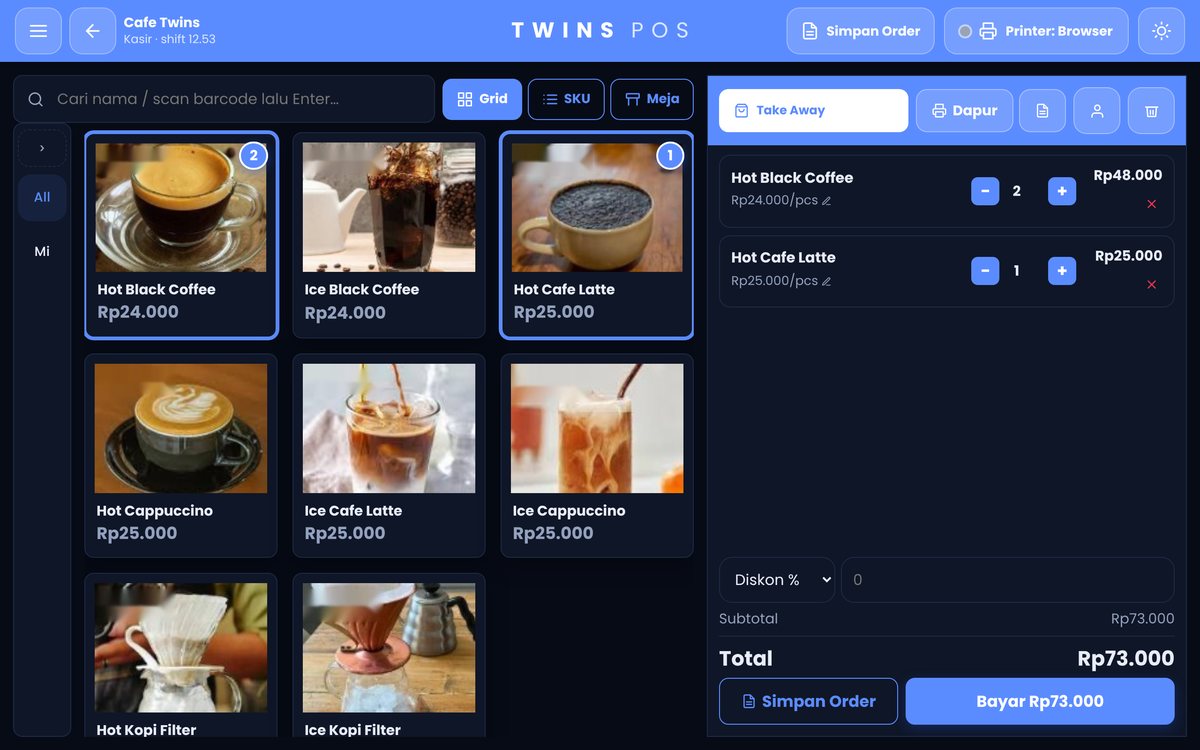 Cafe Twins
Kasir · shift 12.53
TWINS POS
Simpan Order
Printer: Browser
Cari nama / scan barcode lalu Enter...
Grid
SKU
Meja
Take Away
Dapur
All
Mi
2
Hot Black Coffee
Rp24.000
Ice Black Coffee
Rp24.000
1
Hot Cafe Latte
Rp25.000
Hot Cappuccino
Rp25.000
Ice Cafe Latte
Rp25.000
Ice Cappuccino
Rp25.000
Hot Kopi Filter
Ice Kopi Filter
Hot Black Coffee
Rp24.000/pcs
- 2 +
Rp48.000
×
Hot Cafe Latte
Rp25.000/pcs
- 1 +
Rp25.000
×
Diskon %
0
Subtotal Rp73.000
Total Rp73.000
Simpan Order
Bayar Rp73.000